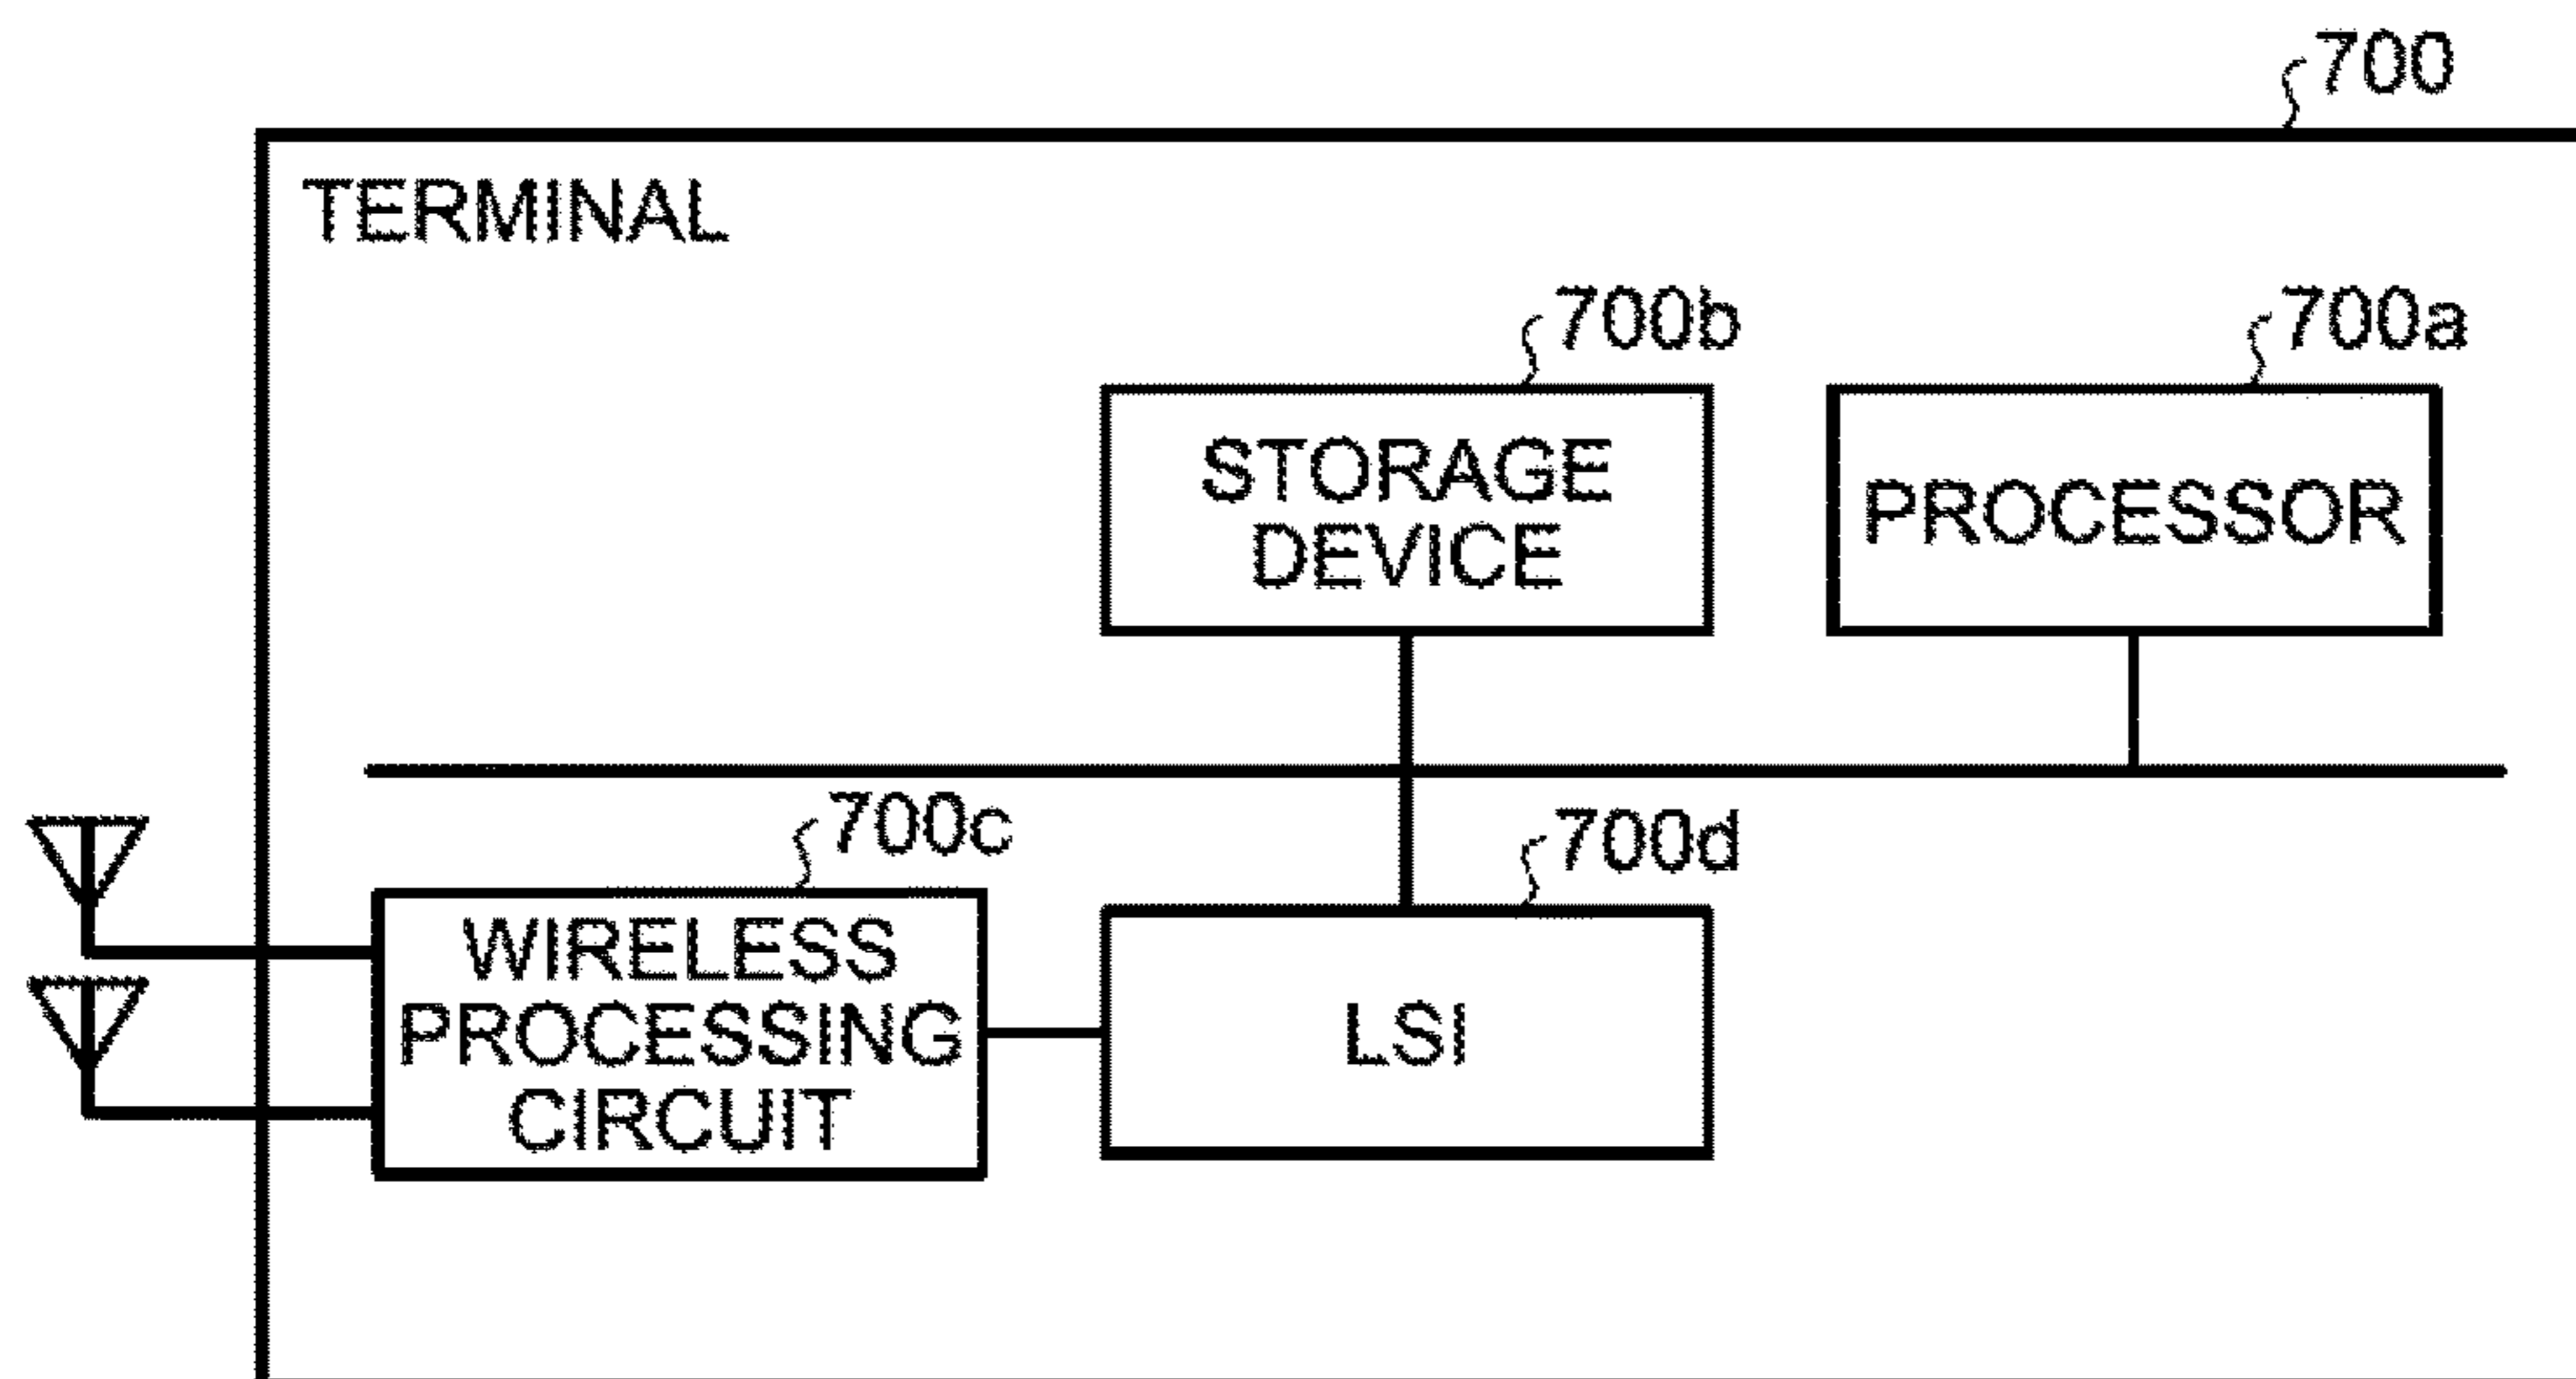 700
TERMINAL
700b
700a
STORAGE
DEVICE
PROCESSOR
700c
700d
WIRELESS
PROCESSING
CIRCUIT
LSI